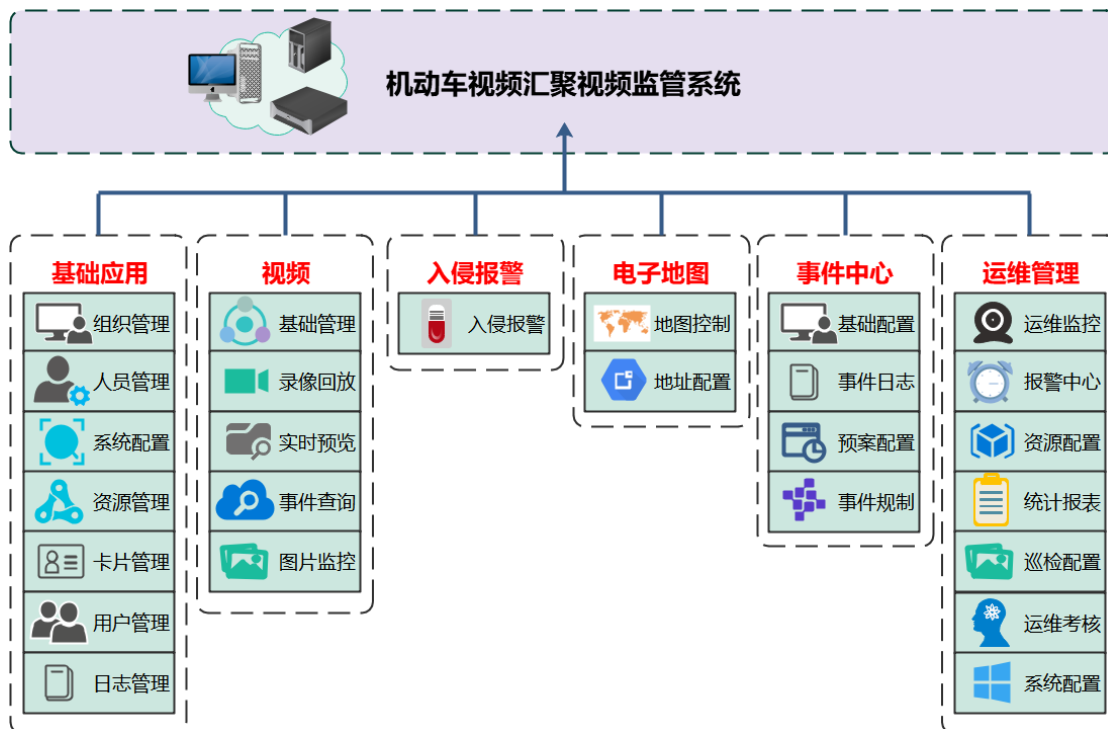 机动车视频汇聚视频监管系统
基础应用
组织管理
人员管理
系统配置
资源管理
卡片管理
用户管理
日志管理
视频
基础管理
录像回放
实时预览
事件查询
图片监控
入侵报警
入侵报警
电子地图
地图控制
地址配置
事件中心
基础配置
事件日志
预案配置
事件规制
运维管理
运维监控
报警中心
资源配置
统计报表
巡检配置
运维考核
系统配置